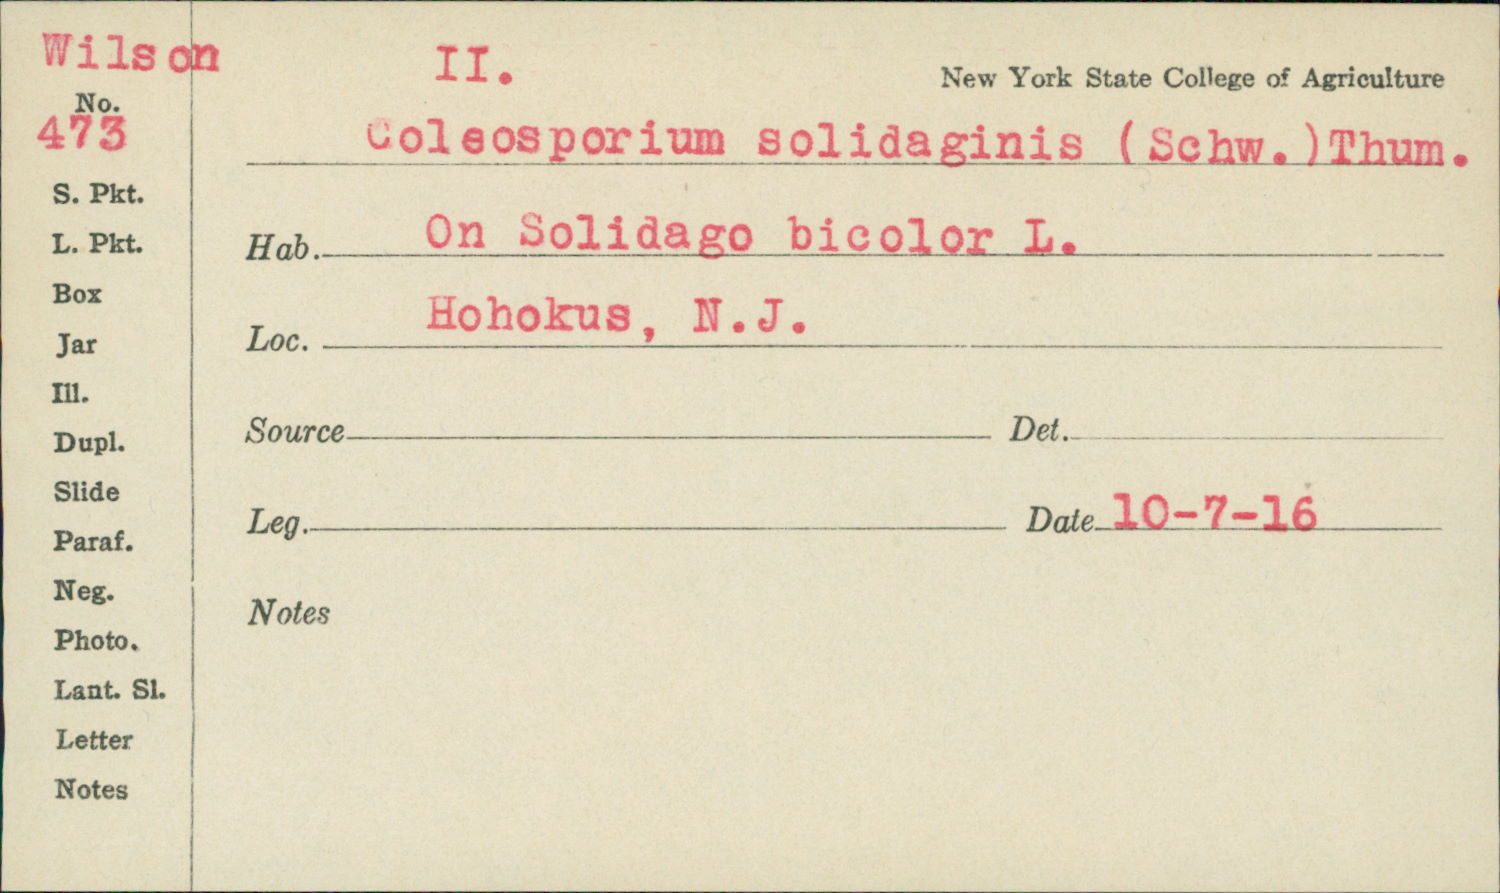 Wilson II.
New York State College of Agriculture
No.
473
Coleosporium solidaginis (Schw.)Thum.
S. Pkt.
L. Pkt.
Hab. On Solidago bicolor L.
Box
Loc. Hohokus, N.J.
Jar
Ill.
Dupl.
Source Det.
Slide
Leg. Date 10-7-16
Paraf.
Neg.
Notes
Photo.
Lant. Sl.
Letter
Notes